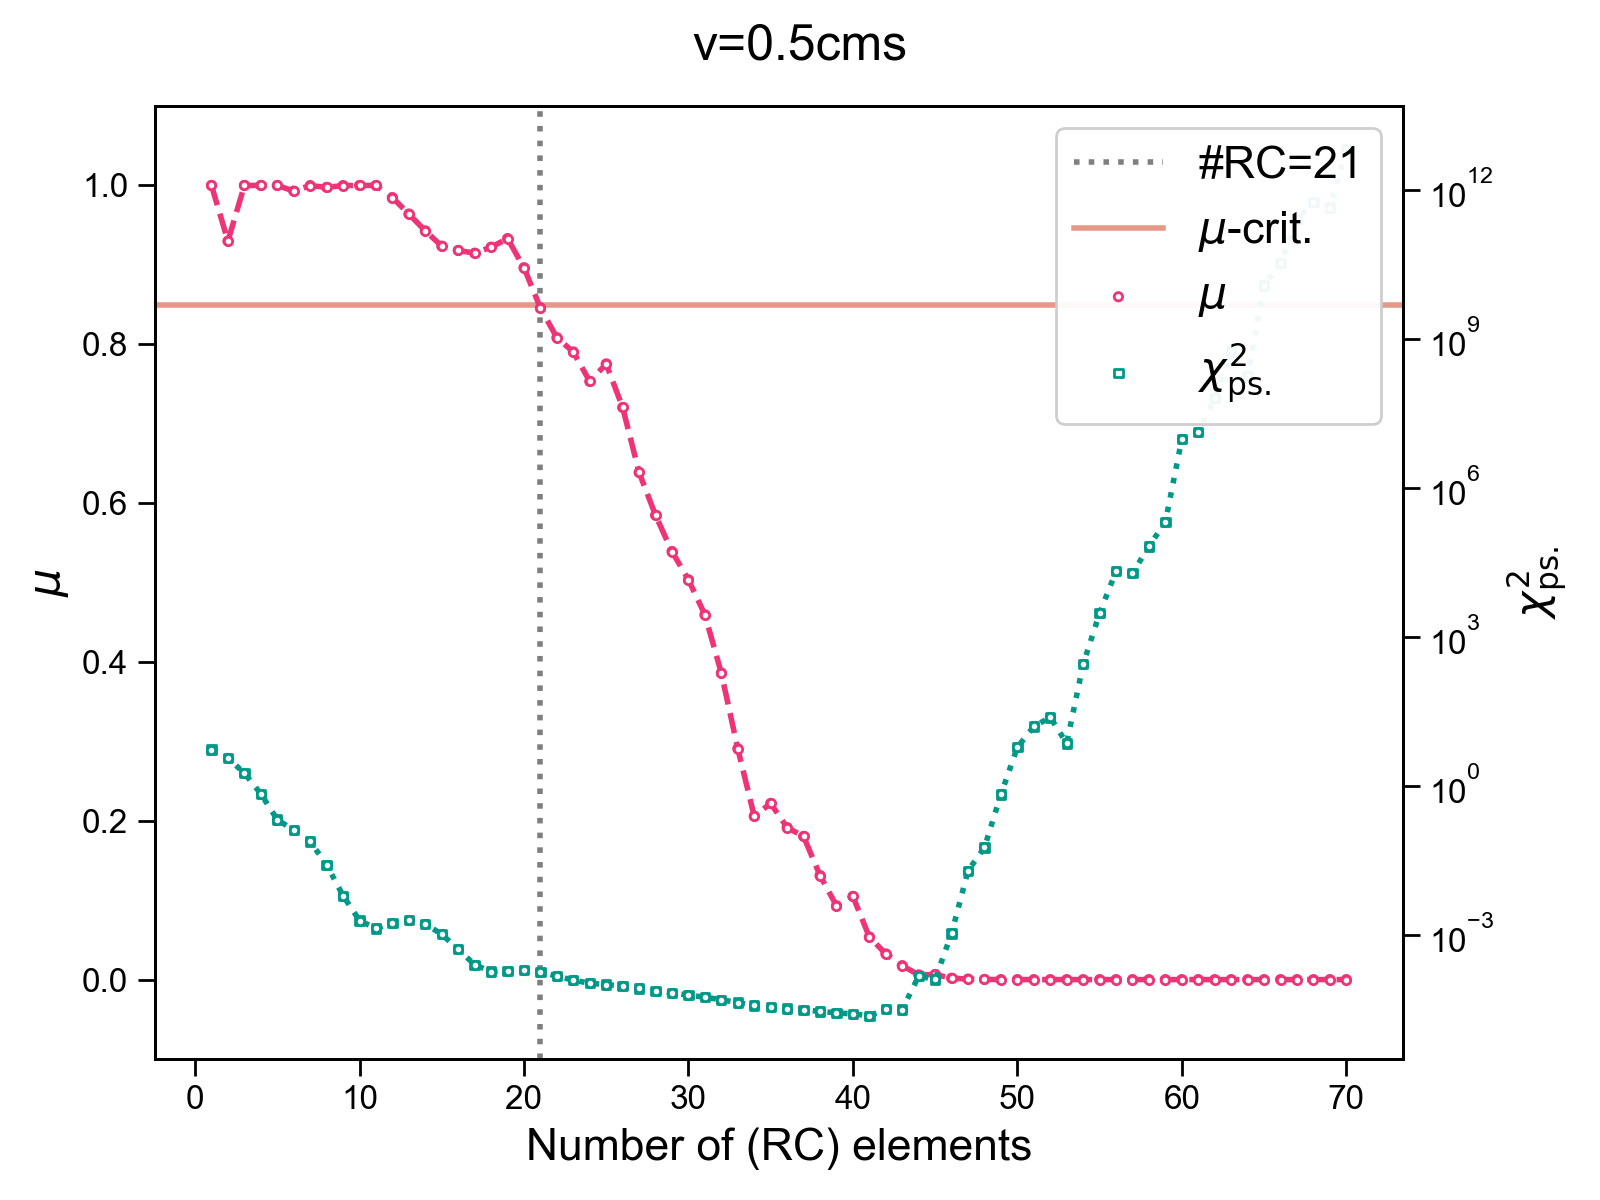 v=0.5cms
#RC=21
μ-crit.
μ
χ²ps.
1.0
0.8
0.6
0.4
0.2
0.0
μ
10¹²
10⁹
10⁶
10³
10⁰
10⁻³
χ²ps.
0 10 20 30 40 50 60 70
Number of (RC) elements